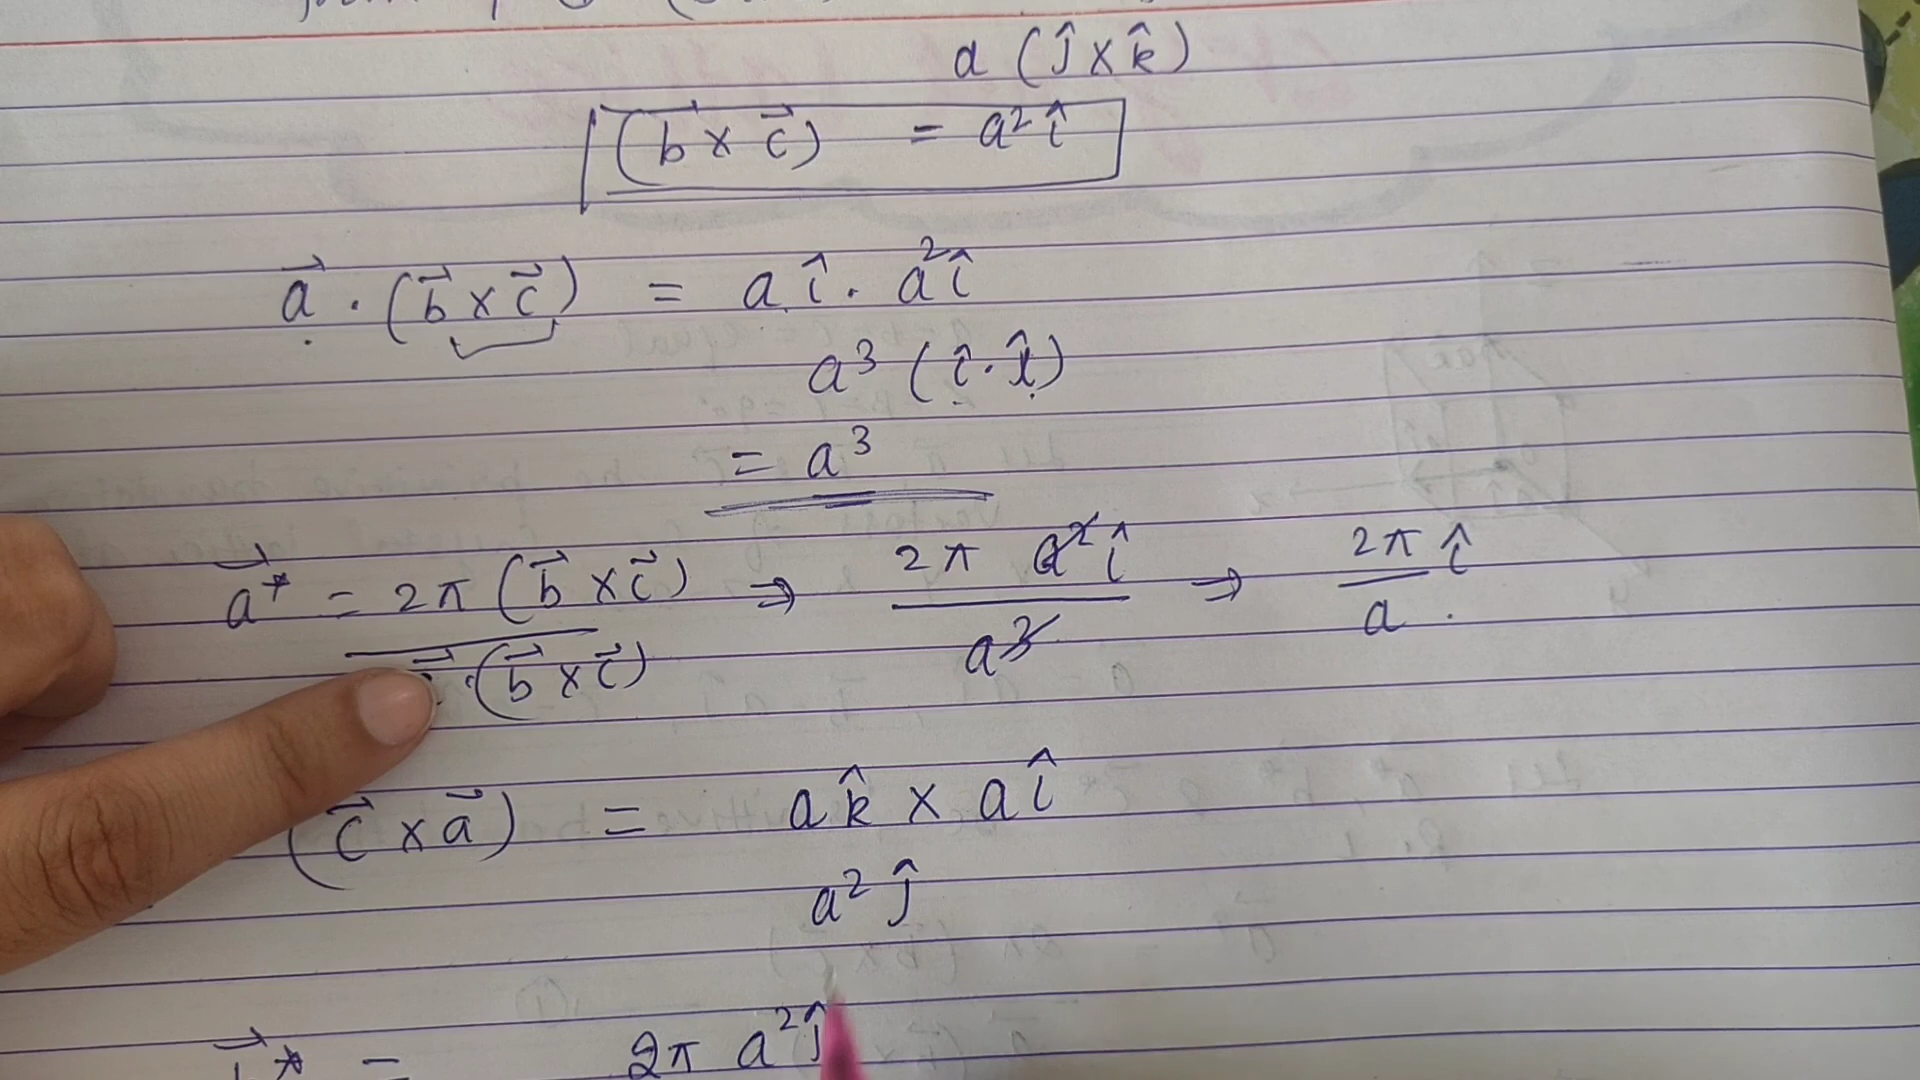 a (ĵ × k̂)
(b⃗ × c⃗) = a² î
a⃗ . (b⃗ × c⃗) = a î . a² î
a³ (î . î)
= a³
a⃗* = 2π (b⃗ × c⃗) ⇒ 2π a² î ⇒ 2π î
. (b⃗ × c⃗) a³ a .
(c⃗ × a⃗) = a k̂ × a î
a² ĵ
* = 2π a² ĵ